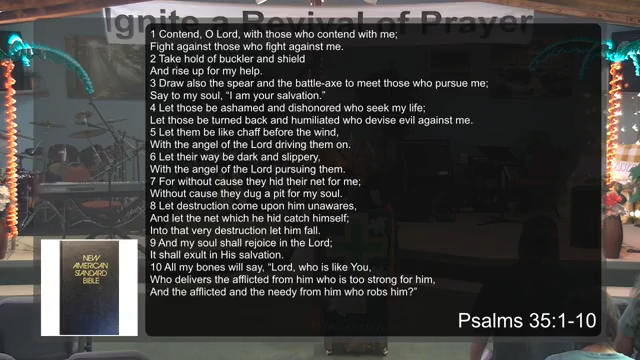 Ignite a Revival of Prayer
1 Contend, O Lord, with those who contend with me;
Fight against those who fight against me.
2 Take hold of buckler and shield
And rise up for my help.
3 Draw also the spear and the battle-axe to meet those who pursue me;
Say to my soul, “I am your salvation.”
4 Let those be ashamed and dishonored who seek my life;
Let those be turned back and humiliated who devise evil against me.
5 Let them be like chaff before the wind,
With the angel of the Lord driving them on.
6 Let their way be dark and slippery,
With the angel of the Lord pursuing them.
7 For without cause they hid their net for me;
Without cause they dug a pit for my soul.
8 Let destruction come upon him unawares,
And let the net which he hid catch himself;
Into that very destruction let him fall.
9 And my soul shall rejoice in the Lord;
It shall exult in His salvation.
10 All my bones will say, “Lord, who is like You,
Who delivers the afflicted from him who is too strong for him,
And the afflicted and the needy from him who robs him?”
NEW
AMERICAN
STANDARD
BIBLE
Psalms 35:1-10